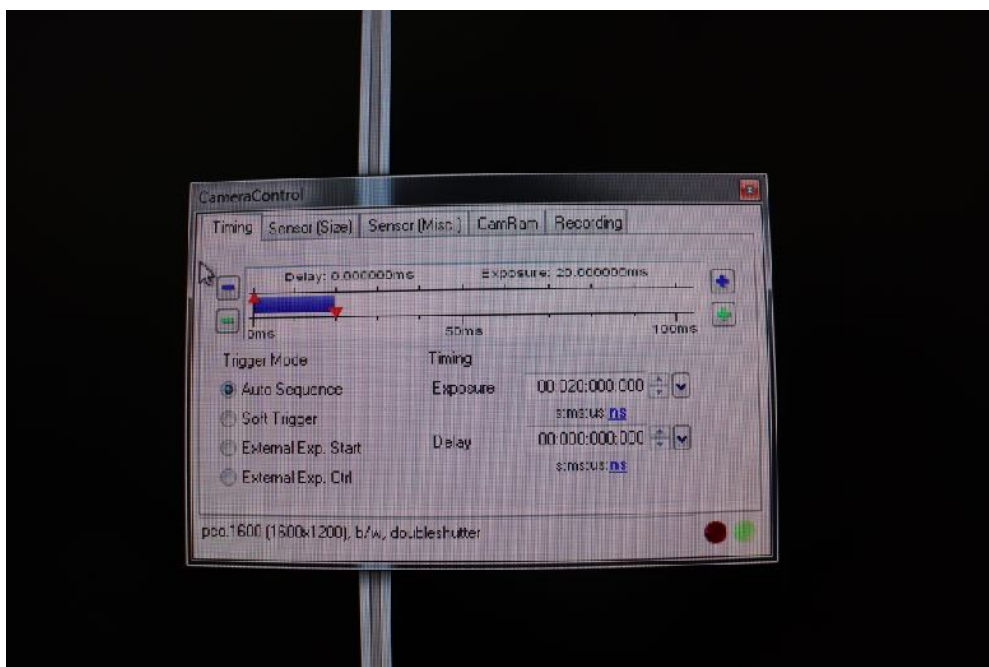 CameraControl
Timing Sensor (Size) Sensor (Misc.) CamRam Recording
Delay: 0.000000ms Exposure: 20.000000ms
0ms 50ms 100ms
Trigger Mode Timing
Auto Sequence Exposure 00:020:000:000
Soft Trigger s:ms:us:ns
External Exp. Start Delay 00:000:000:000
External Exp. Ctrl s:ms:us:ns
pco.1600 (1600x1200), b/w, doubleshutter